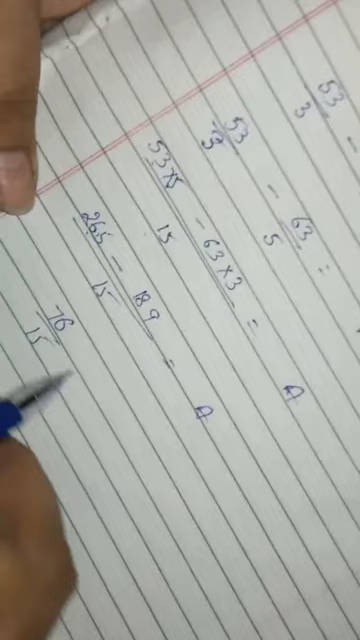 53/3 -
53/3 - 63/5 =
53×5 - 63×3 / 15 = A
265 - 189 / 15 = A
76/15